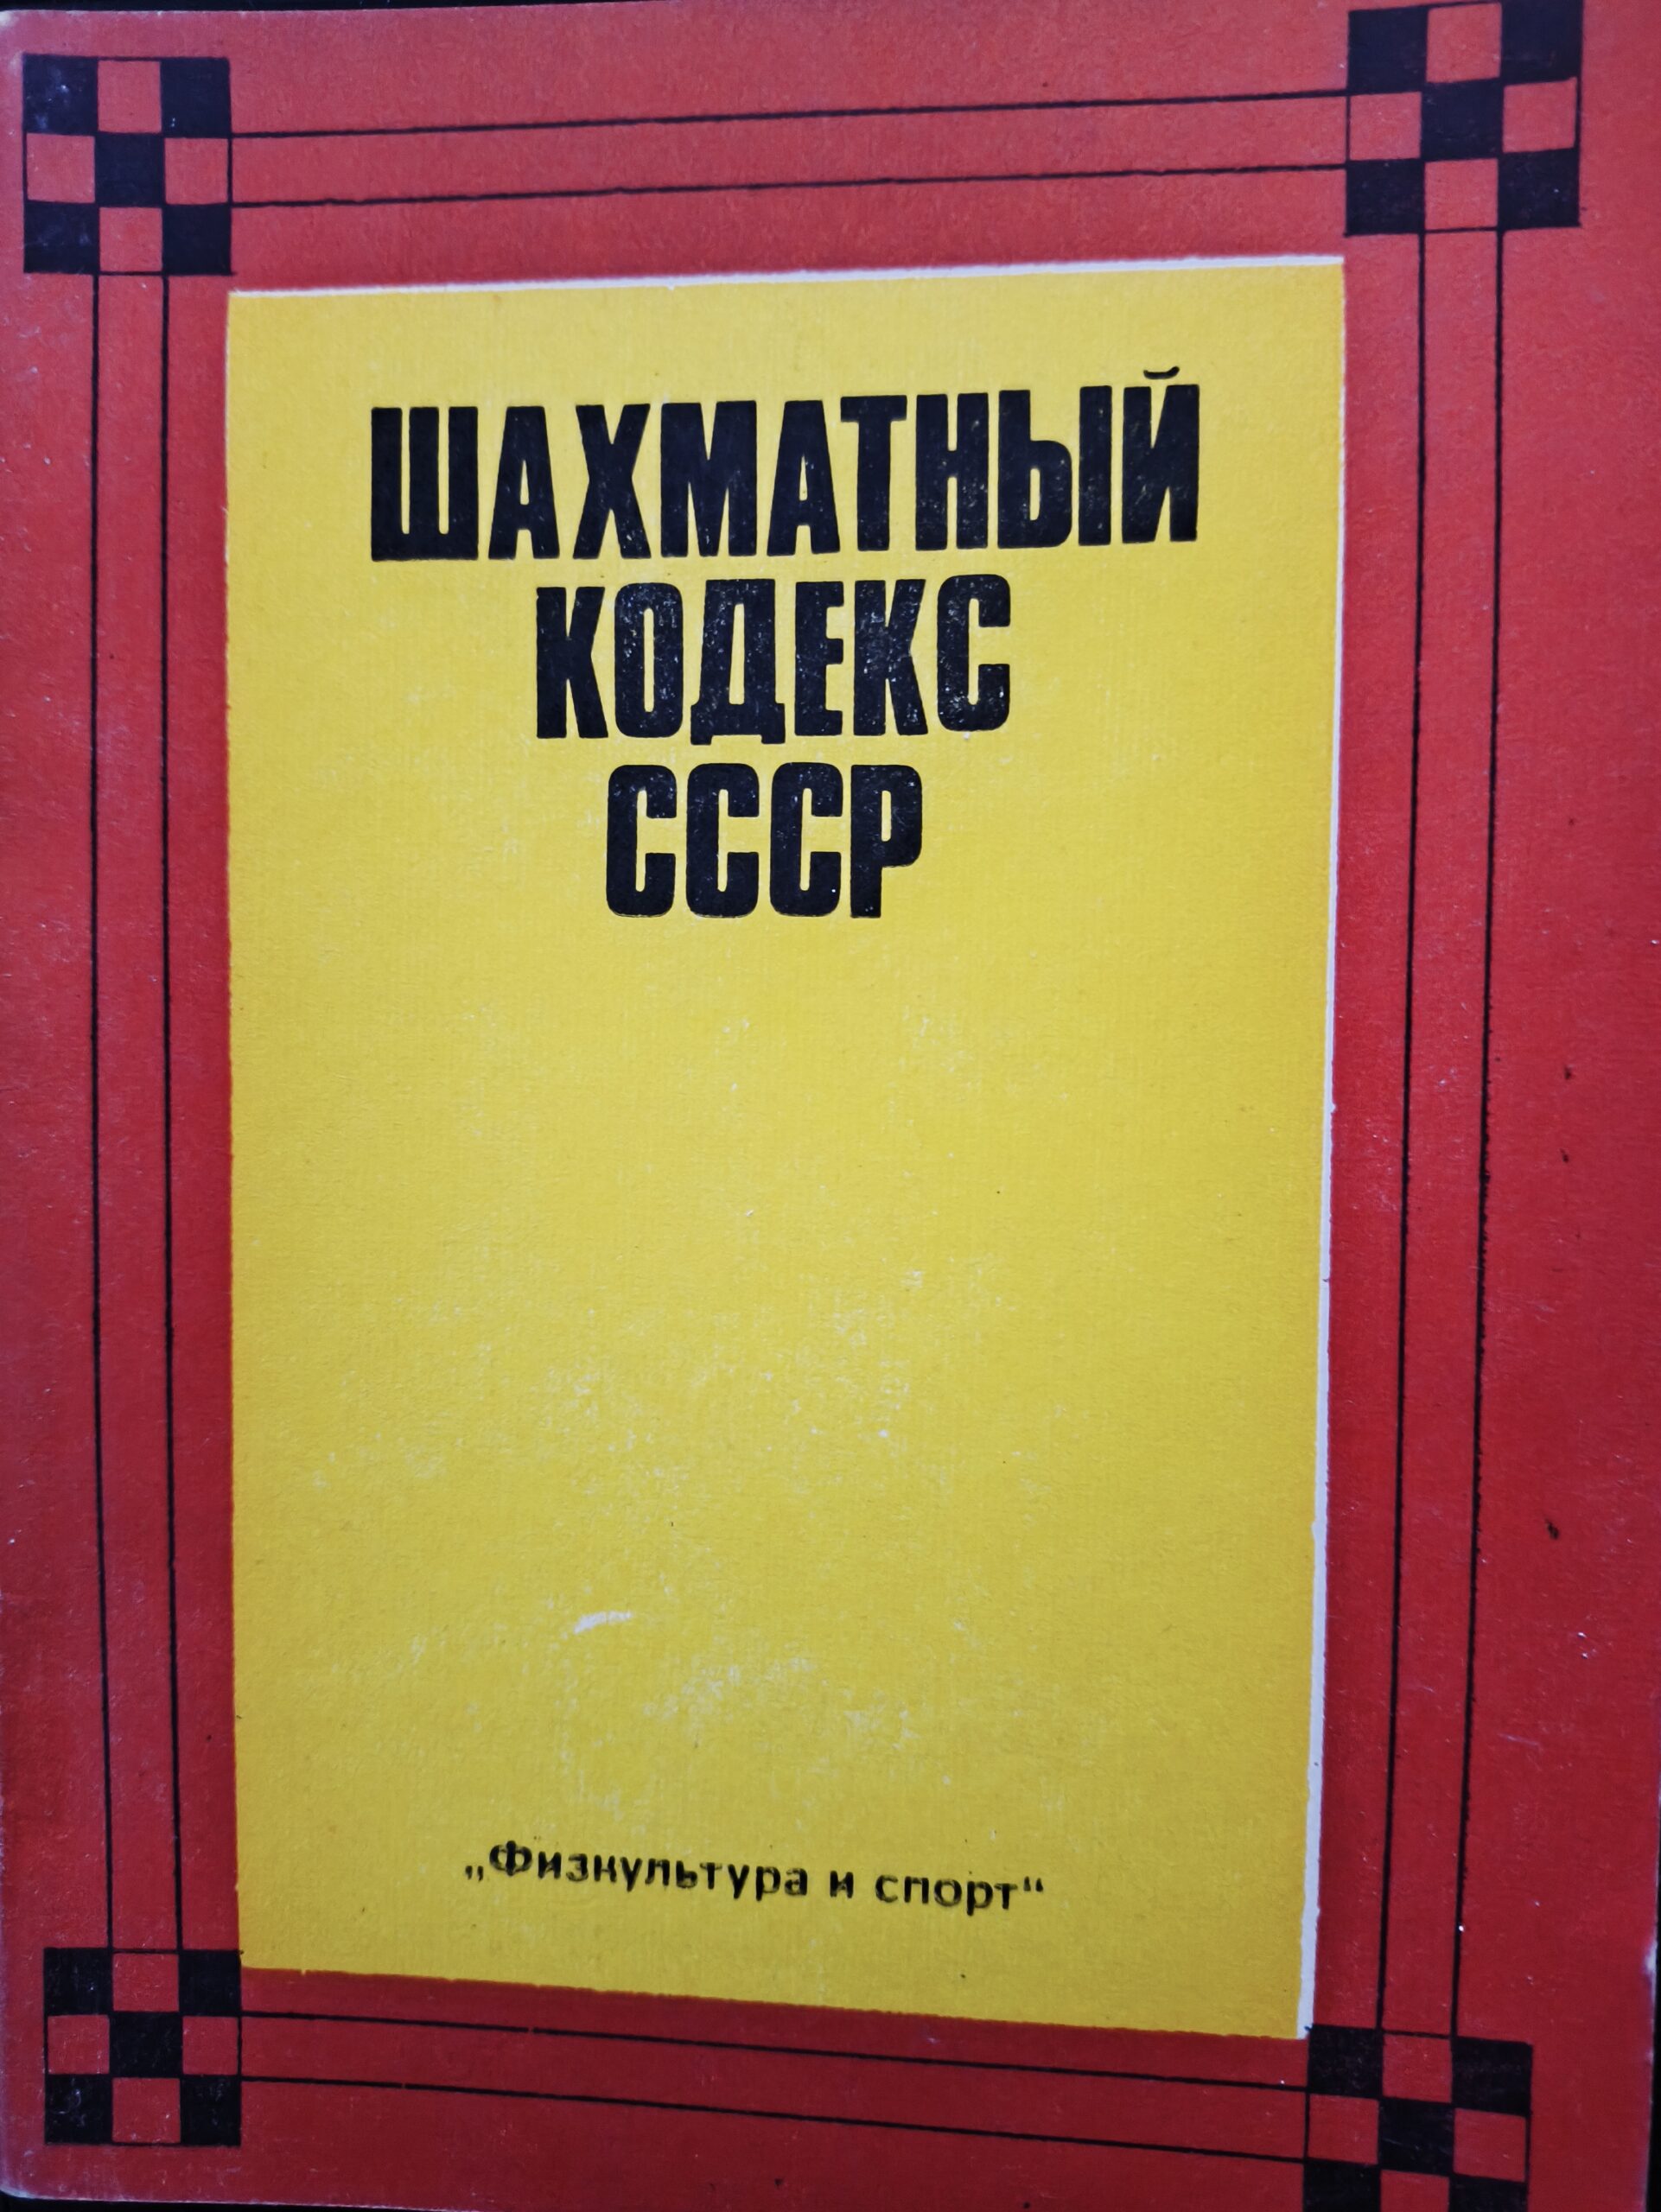 ШАХМАТНЫЙ
КОДЕКС
СССР
„Физкультура и спорт“